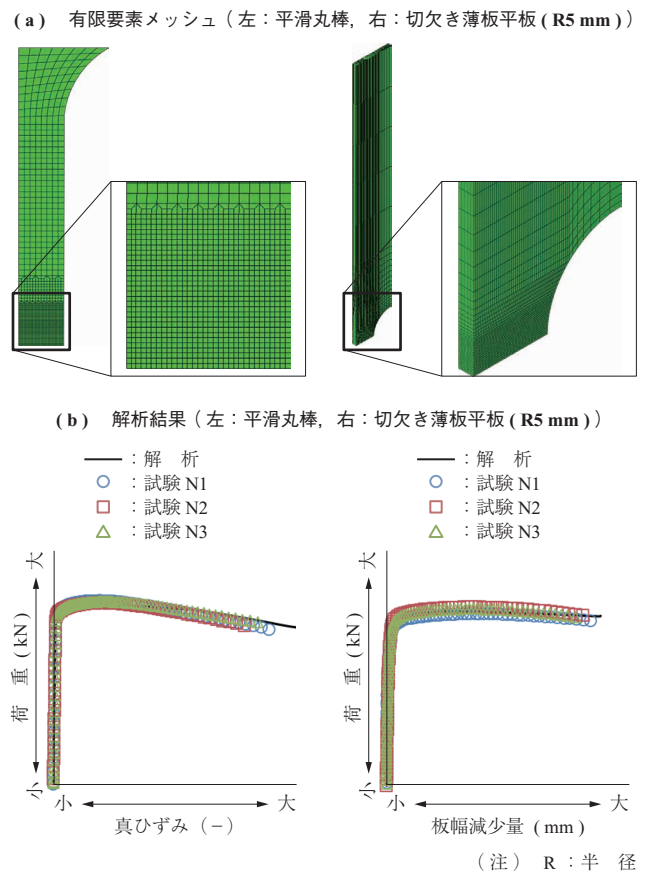 ( a ) 有限要素メッシュ ( 左：平滑丸棒, 右：切欠き薄板平板 ( R5 mm ) )
( b ) 解析結果 ( 左：平滑丸棒, 右：切欠き薄板平板 ( R5 mm ) )
：解 析
：試験 N1
：試験 N2
：試験 N3
大
荷 重 ( kN )
小
小 大
真ひずみ ( − )
：解 析
：試験 N1
：試験 N2
：試験 N3
大
荷 重 ( kN )
小
小 大
板幅減少量 ( mm )
( 注 ) R ：半 径